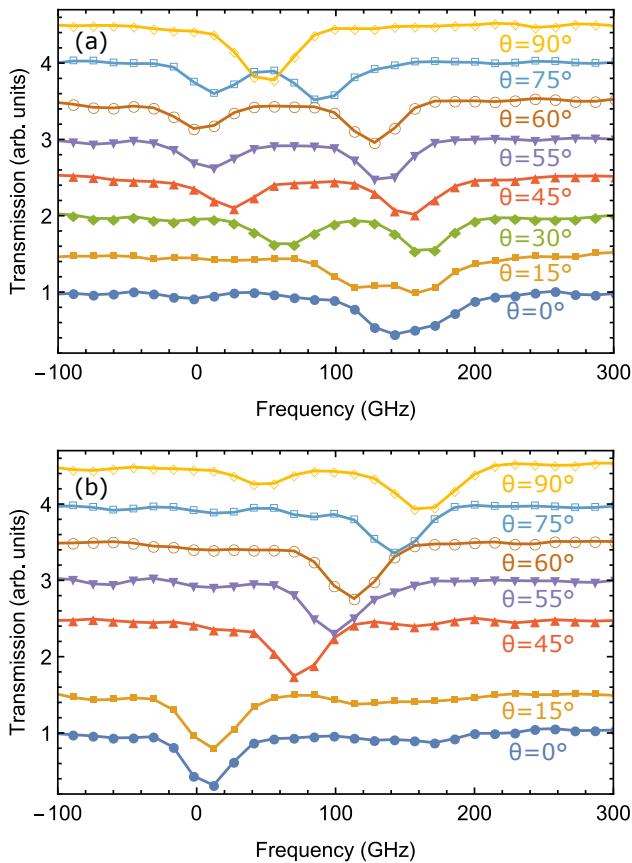 (a)
θ=90°
4
θ=75°
θ=60°
3
θ=55°
θ=45°
2
θ=30°
θ=15°
1
θ=0°
Transmission (arb. units)
−100 0 100 200 300
Frequency (GHz)
(b)
θ=90°
4
θ=75°
θ=60°
3
θ=55°
θ=45°
2
θ=15°
1
θ=0°
Transmission (arb. units)
−100 0 100 200 300
Frequency (GHz)